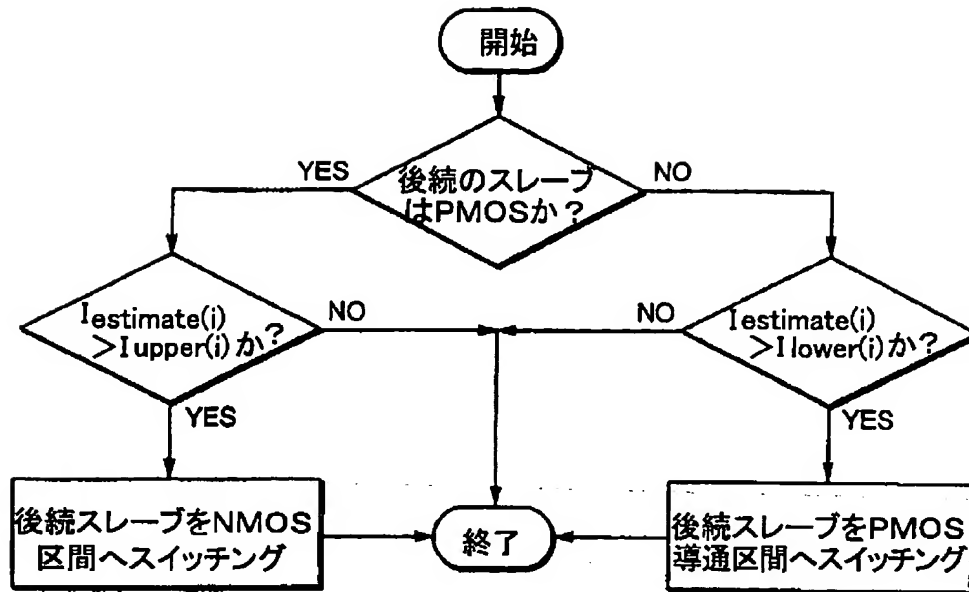 開始
後続のスレーブ
はPMOSか？
YES
NO
Iestimate(i)
>Iupper(i)か？
NO
YES
Iestimate(i)
>Ilower(i)か？
NO
YES
後続スレーブをNMOS
区間へスイッチング
終了
後続スレーブをPMOS
導通区間へスイッチング